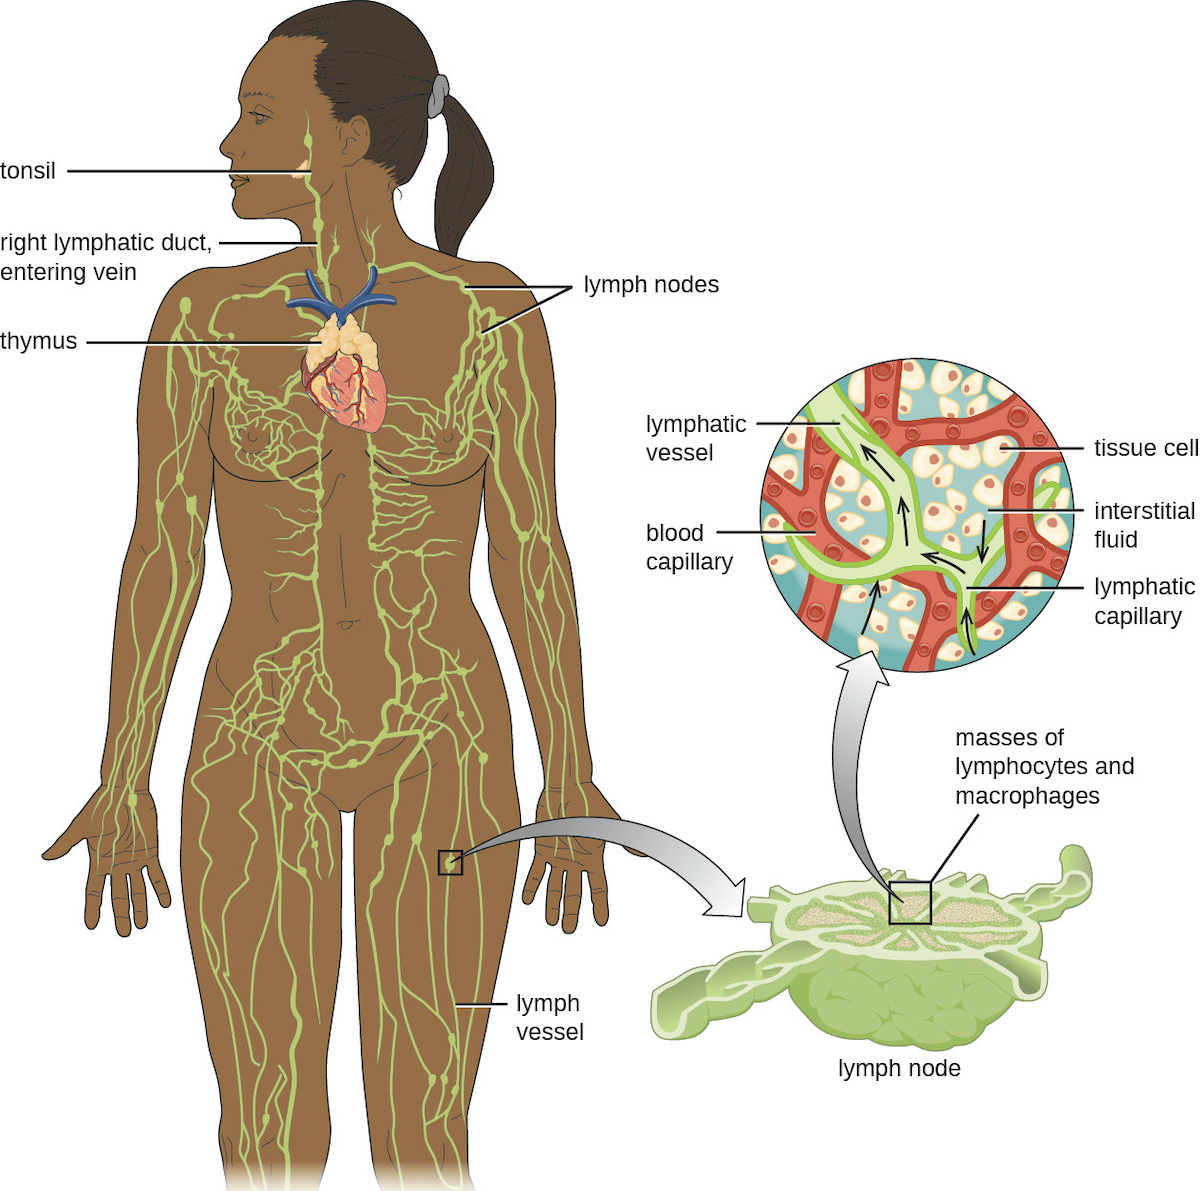 tonsil
right lymphatic duct,
entering vein
thymus
lymph nodes
lymphatic
vessel
blood
capillary
tissue cell
interstitial
fluid
lymphatic
capillary
masses of
lymphocytes and
macrophages
lymph
vessel
lymph node